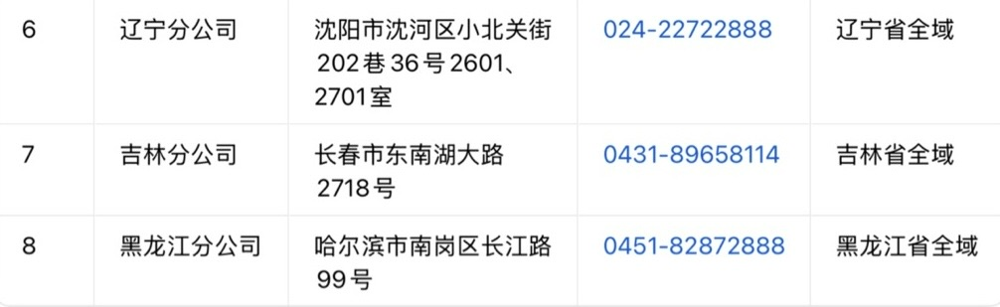 6 辽宁分公司 沈阳市沈河区小北关街 024-22722888 辽宁省全域
202巷36号2601、
2701室
7 吉林分公司 长春市东南湖大路 0431-89658114 吉林省全域
2718号
8 黑龙江分公司 哈尔滨市南岗区长江路 0451-82872888 黑龙江省全域
99号